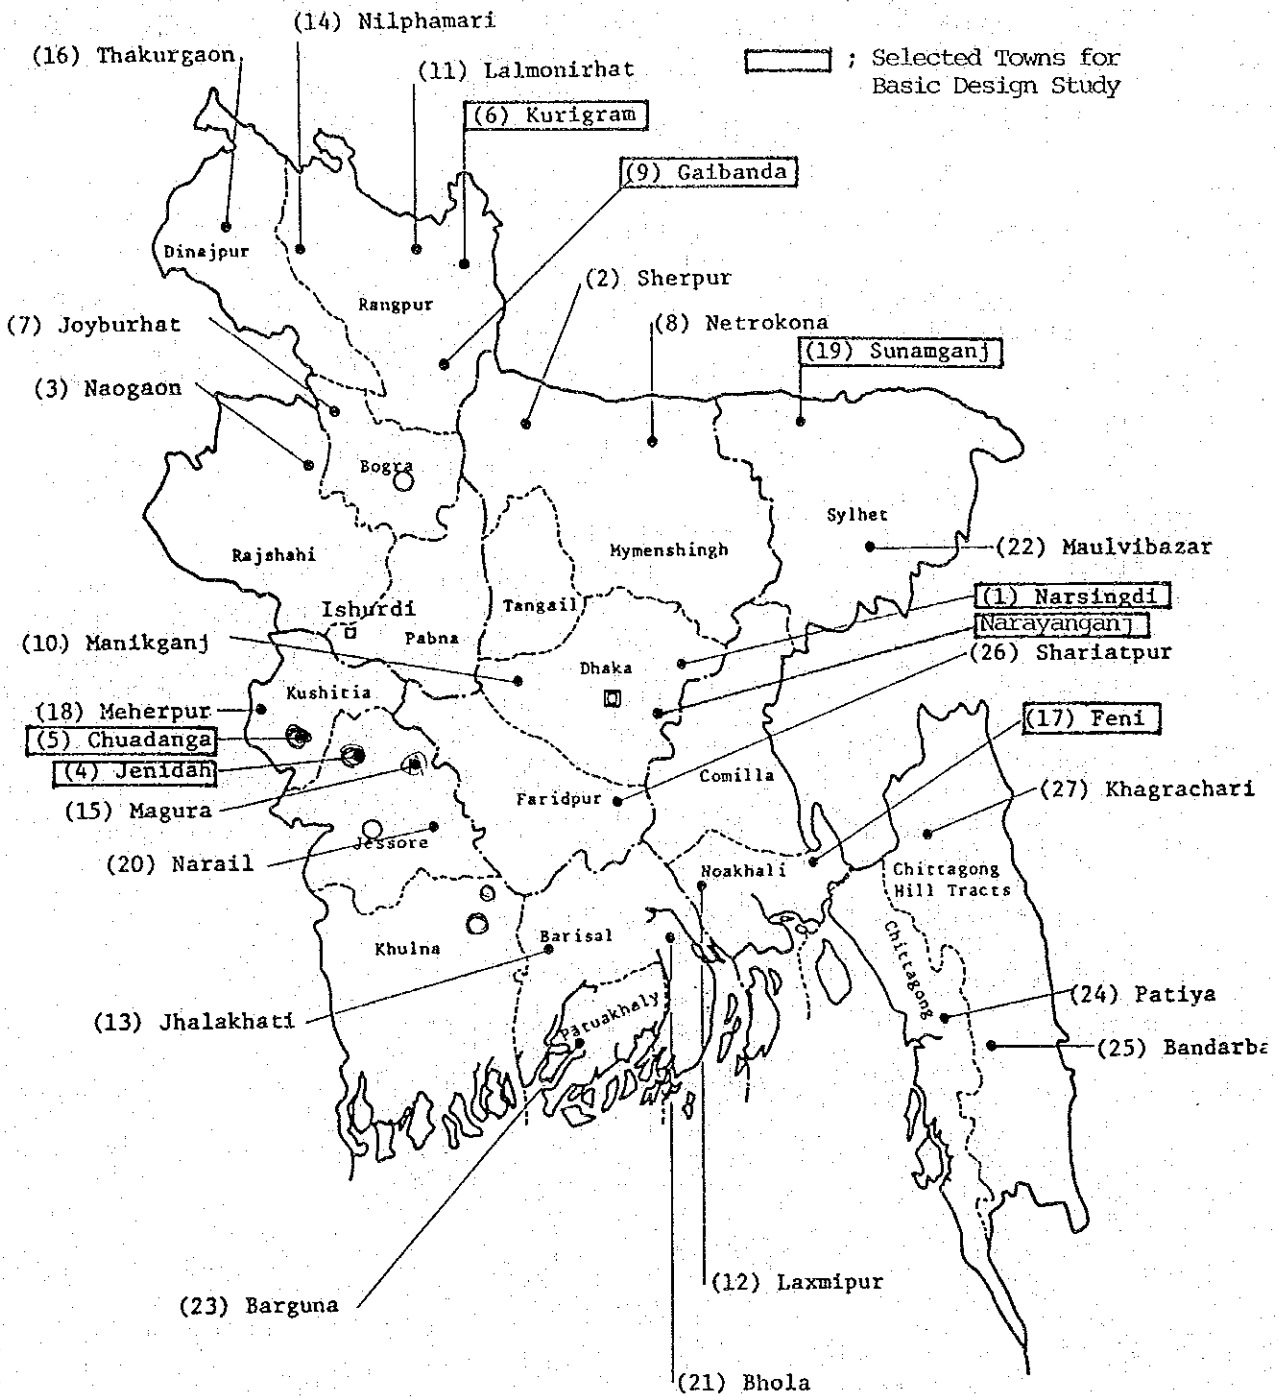 (14) Nilphamari
(16) Thakurgaon
(11) Lalmonirhat
; Selected Towns for
Basic Design Study
(6) Kurigram
(9) Gaibanda
Dinajpur
(2) Sherpur
Rangpur
(7) Joyburhat
(8) Netrokona
(19) Sunamganj
(3) Naogaon
Bogra
Sylhet
Rajshahi
Mymenshingh
(22) Maulvibazar
Ishurdi
Tangail
(1) Narsingdi
Narayanganj
(10) Manikganj
Pabna
(26) Shariatpur
Dhaka
Kushitia
(18) Meherpur
(17) Feni
(5) Chuadanga
(4) Jenidah
Comilla
(27) Khagrachari
(15) Magura
Faridpur
Jessore
(20) Narail
Noakhali
Chittagong
Hill Tracts
Khulna
Barisal
Chittagong
(24) Patiya
(13) Jhalakhati
Patuakhaly
(25) Bandarba
(12) Laxmipur
(23) Barguna
(21) Bhola